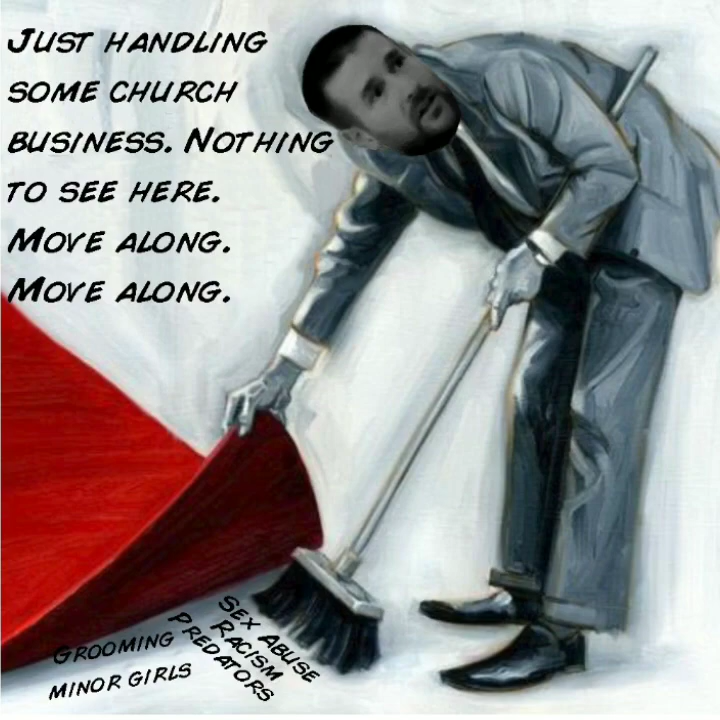 Just handling
some church
business. Nothing
to see here.
Move along.
Move along.
Sex Abuse
Racism
Predators
Grooming
minor girls